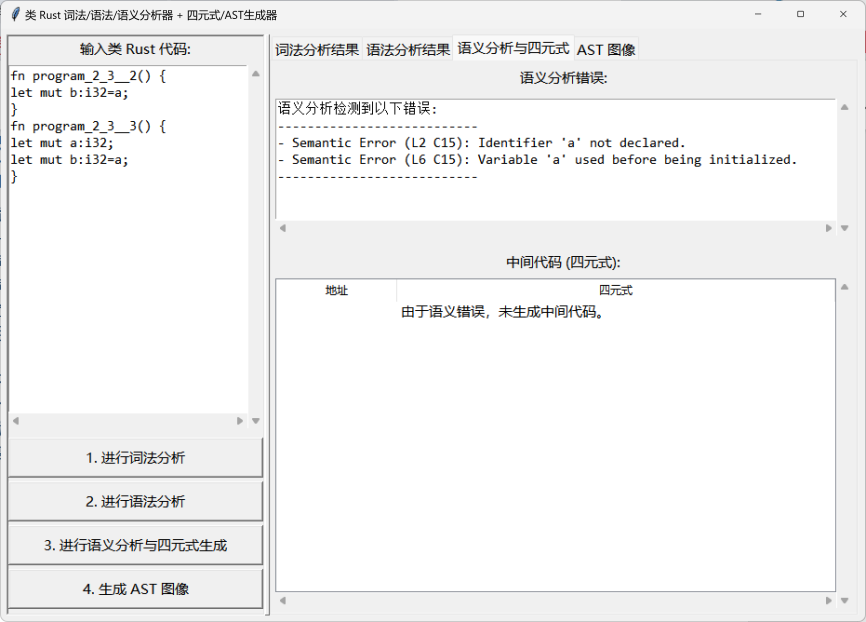 类 Rust 词法/语法/语义分析器 + 四元式/AST生成器
输入类 Rust 代码:
fn program_2_3__2() {
let mut b:i32=a;
}
fn program_2_3__3() {
let mut a:i32;
let mut b:i32=a;
}
1. 进行词法分析
2. 进行语法分析
3. 进行语义分析与四元式生成
4. 生成 AST 图像
词法分析结果 语法分析结果 语义分析与四元式 AST 图像
语义分析错误:
语义分析检测到以下错误:
---------------------------
- Semantic Error (L2 C15): Identifier 'a' not declared.
- Semantic Error (L6 C15): Variable 'a' used before being initialized.
---------------------------
中间代码 (四元式):
地址 四元式
由于语义错误，未生成中间代码。